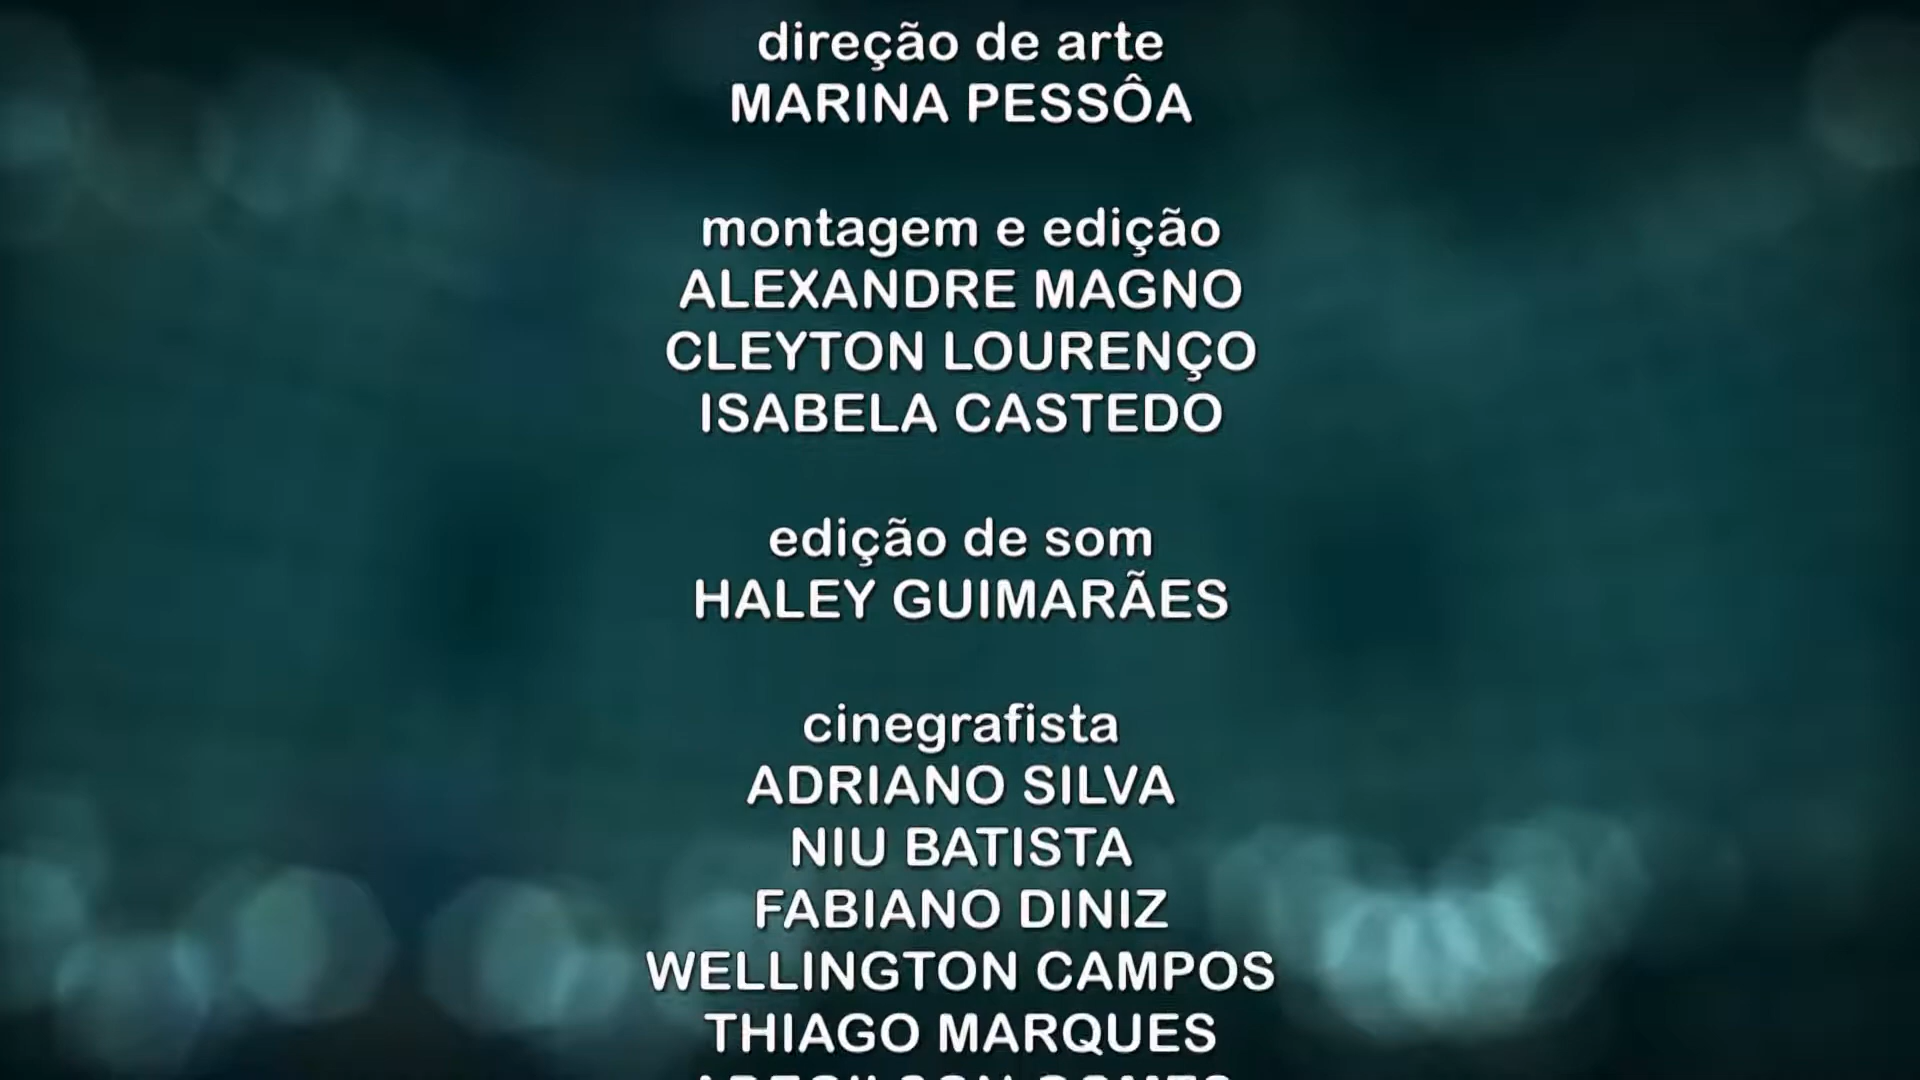 direção de arte
MARINA PESSÔA
montagem e edição
ALEXANDRE MAGNO
CLEYTON LOURENÇO
ISABELA CASTEDO
edição de som
HALEY GUIMARÃES
cinegrafista
ADRIANO SILVA
NIU BATISTA
FABIANO DINIZ
WELLINGTON CAMPOS
THIAGO MARQUES